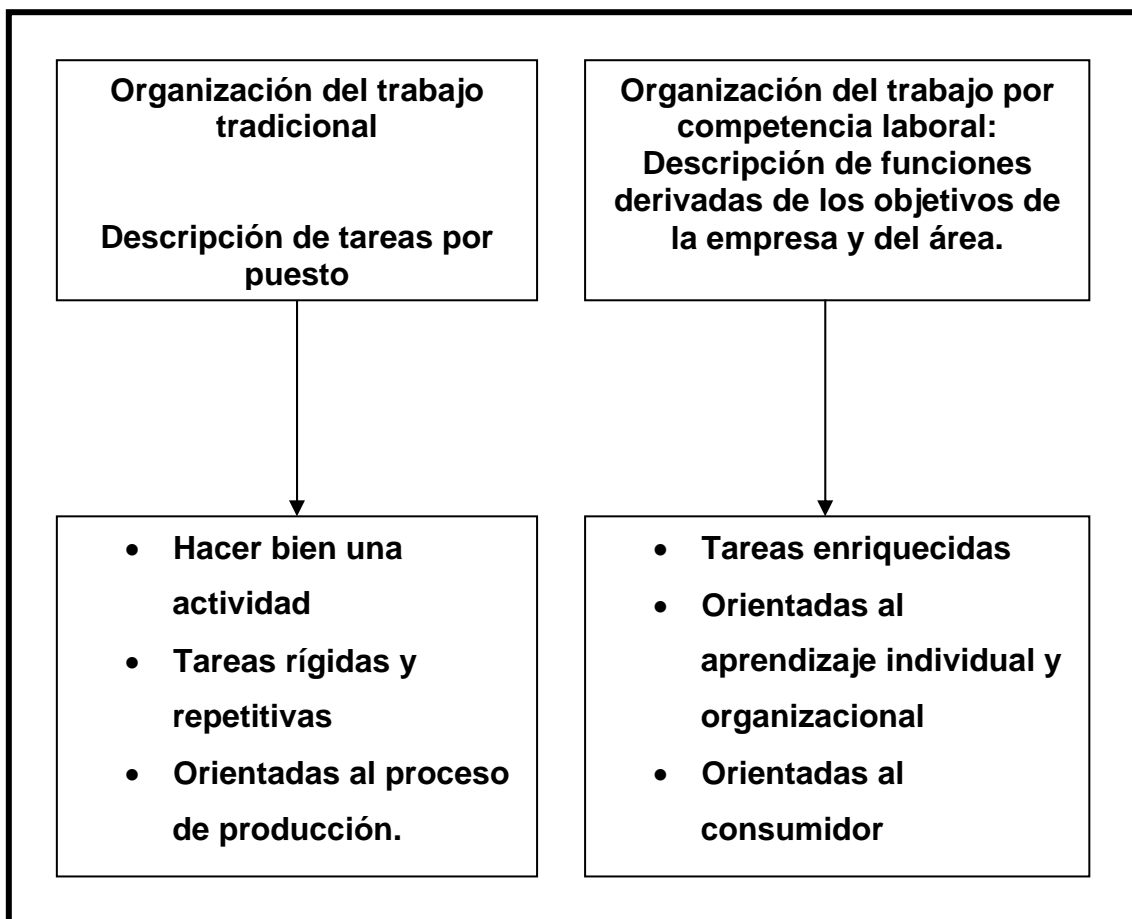 Organización del trabajo
tradicional
Descripción de tareas por
puesto
Organización del trabajo por
competencia laboral:
Descripción de funciones
derivadas de los objetivos de
la empresa y del área.
• Hacer bien una
actividad
• Tareas rígidas y
repetitivas
• Orientadas al proceso
de producción.
• Tareas enriquecidas
• Orientadas al
aprendizaje individual y
organizacional
• Orientadas al
consumidor